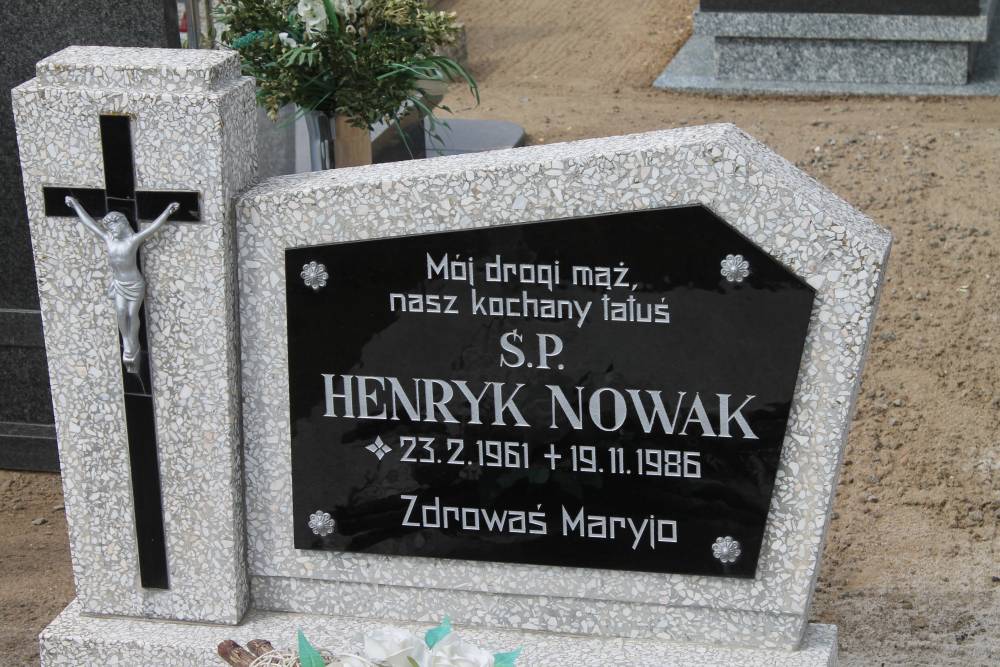 Mój drogi mąż,
nasz kochany tatuś
Ś.P.
HENRYK NOWAK
23.2.1961 + 19.11.1986
Zdrowaś Maryjo